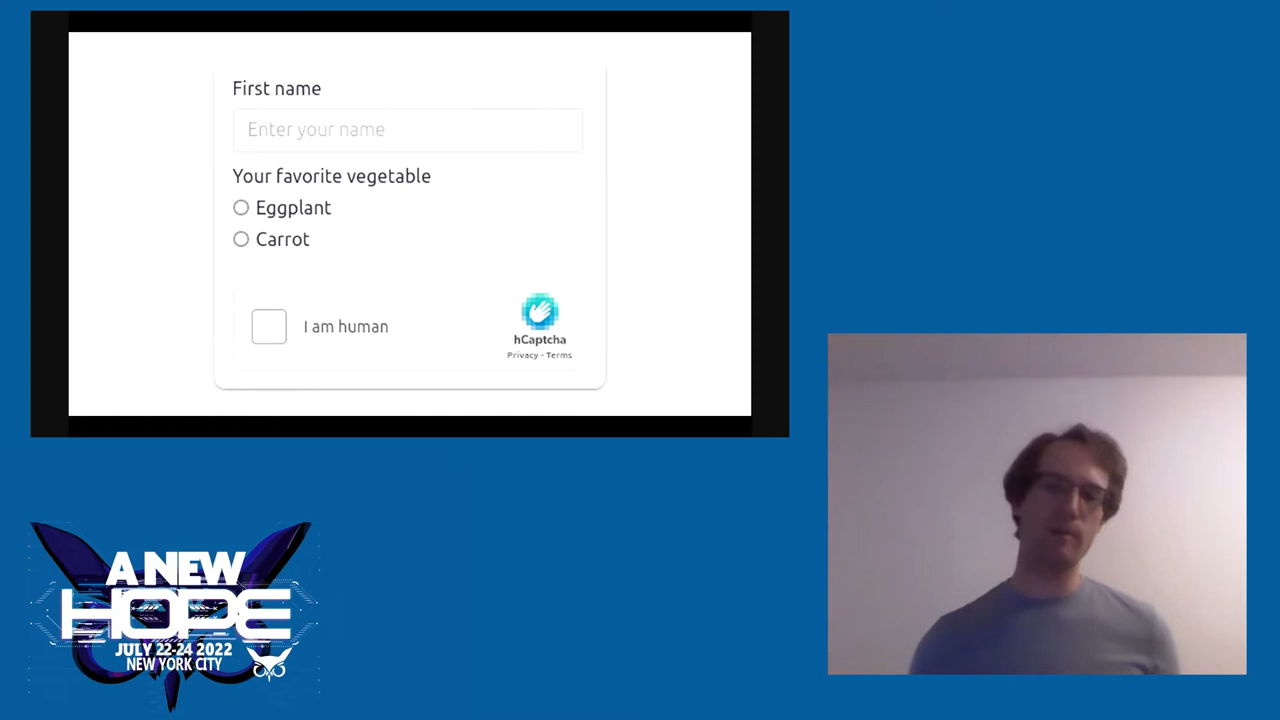 First name
Enter your name
Your favorite vegetable
Eggplant
Carrot
I am human
hCaptcha
Privacy - Terms
A NEW
HOPE
JULY 22-24 2022
NEW YORK CITY